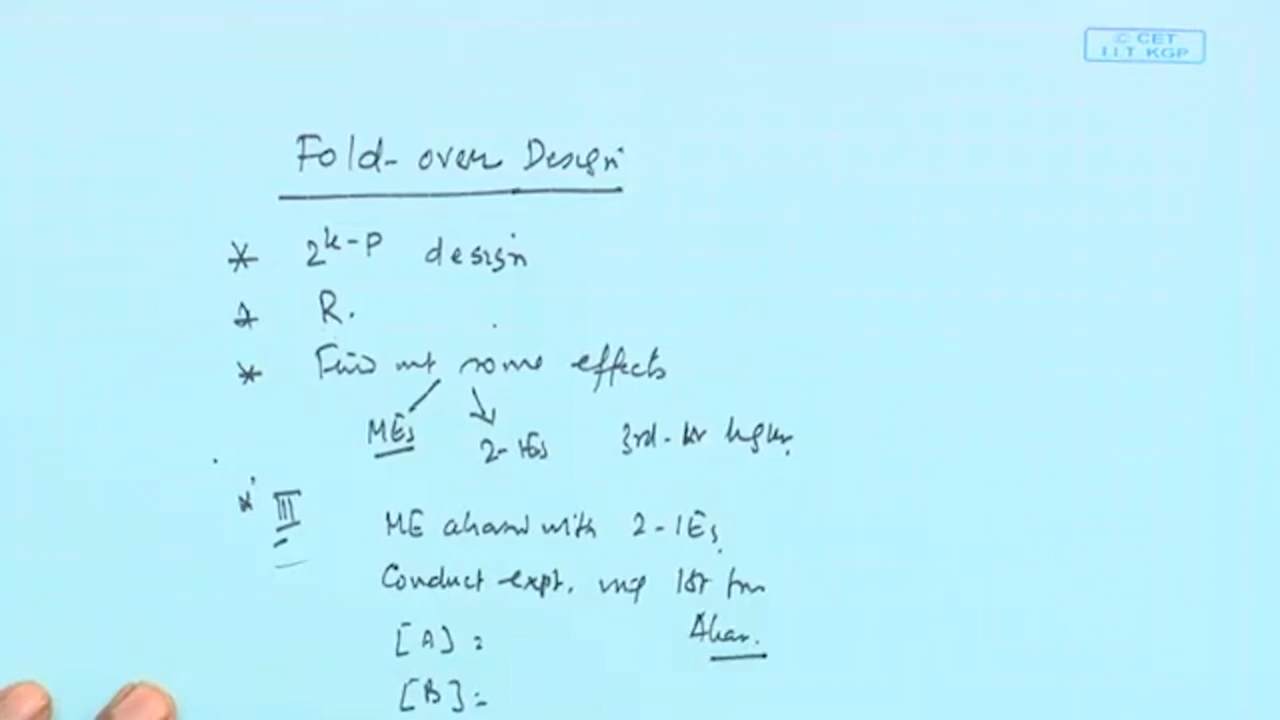 © CET
I.I.T. KGP
Fold-over Design
* 2^k-p design
* R.
* Find out some effects
MEs 2-IEs 3rd- or higher.
* III ME aliased with 2-IEs.
Conduct expt. using 1st fra
Alias.
[A] =
[B] =